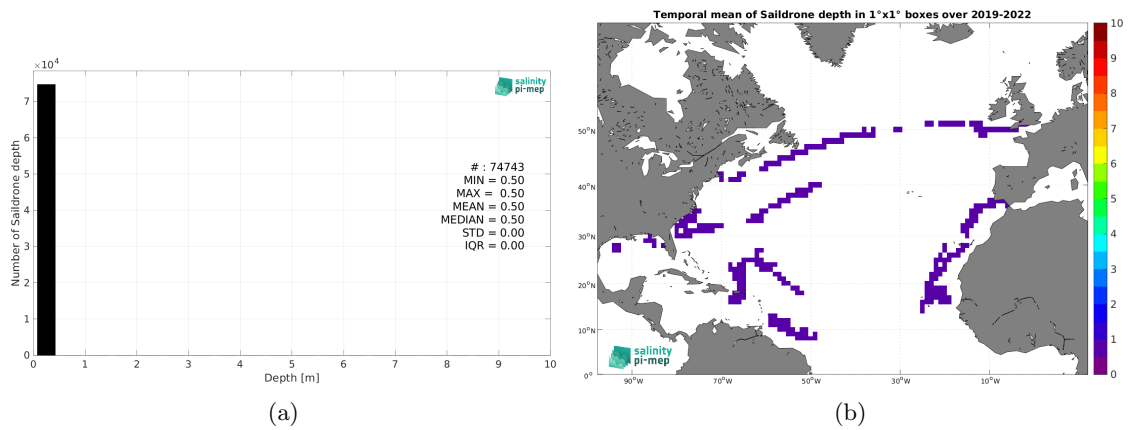 ×10⁴
7
6
5
4
3
2
1
0
Number of Saildrone depth
salinity
pi-mep
# : 74743
MIN = 0.50
MAX = 0.50
MEAN = 0.50
MEDIAN = 0.50
STD = 0.00
IQR = 0.00
0 1 2 3 4 5 6 7 8 9 10
Depth [m]
(a)
Temporal mean of Saildrone depth in 1°x1° boxes over 2019-2022
50°N
40°N
30°N
20°N
10°N
0°
90°W 70°W 50°W 30°W 10°W
salinity
pi-mep
10
9
8
7
6
5
4
3
2
1
0
(b)